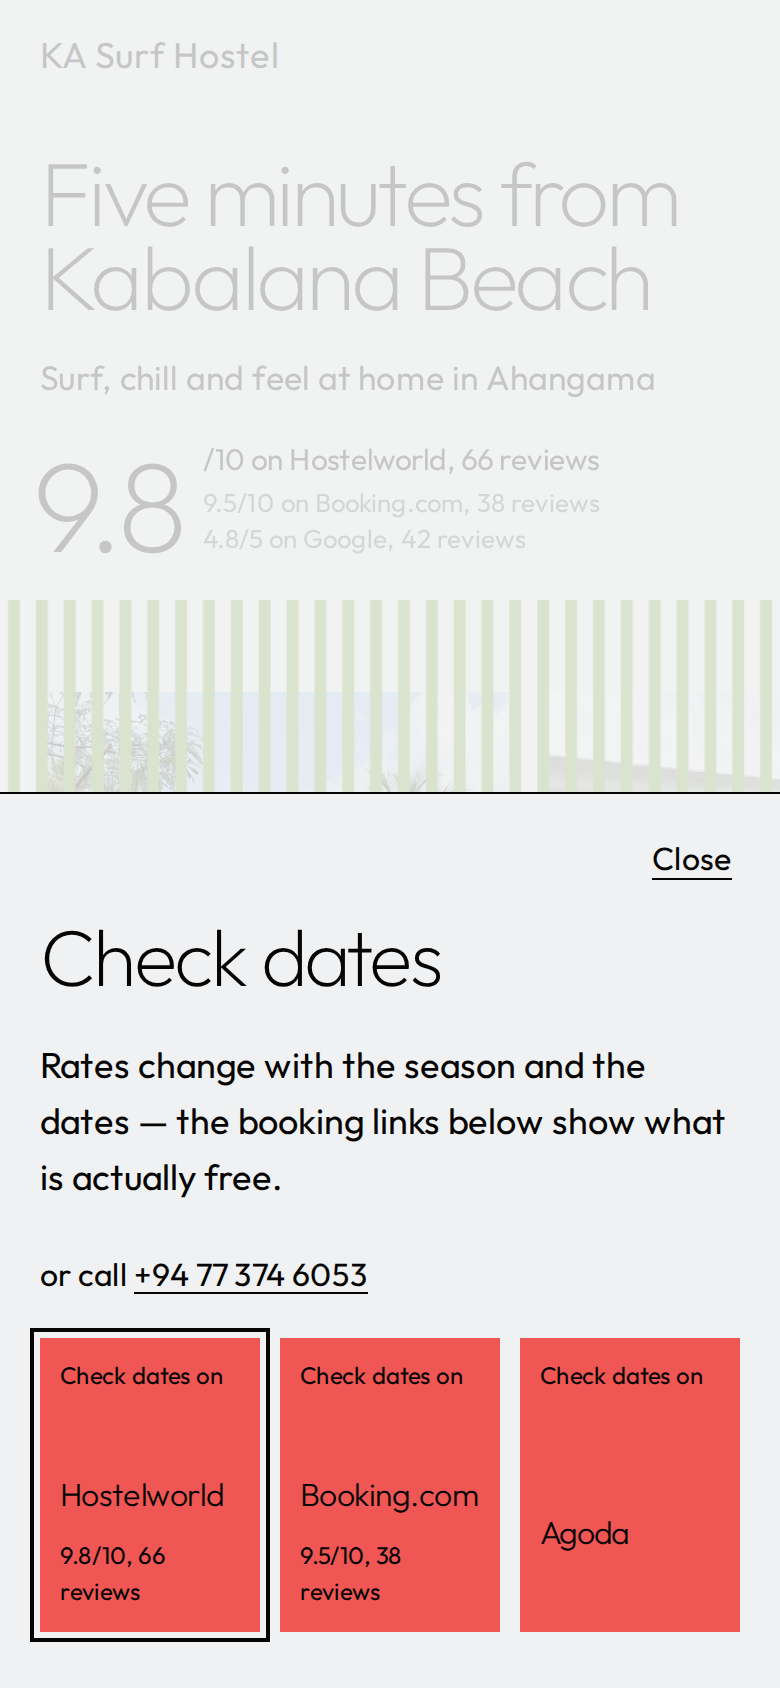 KA Surf Hostel
Five minutes from
Kabalana Beach
Surf, chill and feel at home in Ahangama
9.8
/10 on Hostelworld, 66 reviews
9.5/10 on Booking.com, 38 reviews
4.8/5 on Google, 42 reviews
Close
Check dates
Rates change with the season and the
dates — the booking links below show what
is actually free.
or call +94 77 374 6053
Check dates on
Hostelworld
9.8/10, 66
reviews
Check dates on
Booking.com
9.5/10, 38
reviews
Check dates on
Agoda